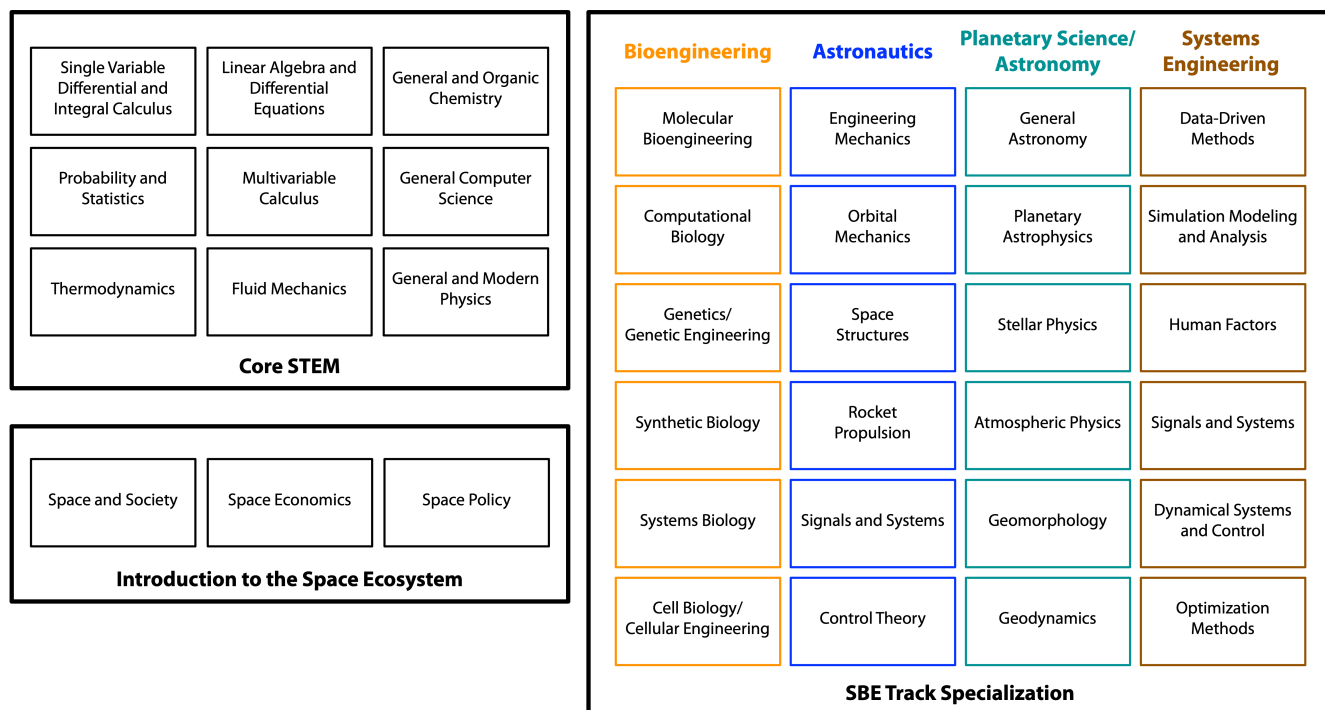 Single Variable
Differential and
Integral Calculus
Linear Algebra and
Differential
Equations
General and Organic
Chemistry
Probability and
Statistics
Multivariable
Calculus
General Computer
Science
Thermodynamics
Fluid Mechanics
General and Modern
Physics
Core STEM
Space and Society
Space Economics
Space Policy
Introduction to the Space Ecosystem
Bioengineering
Astronautics
Planetary Science/
Astronomy
Systems
Engineering
Molecular
Bioengineering
Engineering
Mechanics
General
Astronomy
Data-Driven
Methods
Computational
Biology
Orbital
Mechanics
Planetary
Astrophysics
Simulation Modeling
and Analysis
Genetics/
Genetic Engineering
Space
Structures
Stellar Physics
Human Factors
Synthetic Biology
Rocket
Propulsion
Atmospheric Physics
Signals and Systems
Systems Biology
Signals and Systems
Geomorphology
Dynamical Systems
and Control
Cell Biology/
Cellular Engineering
Control Theory
Geodynamics
Optimization
Methods
SBE Track Specialization